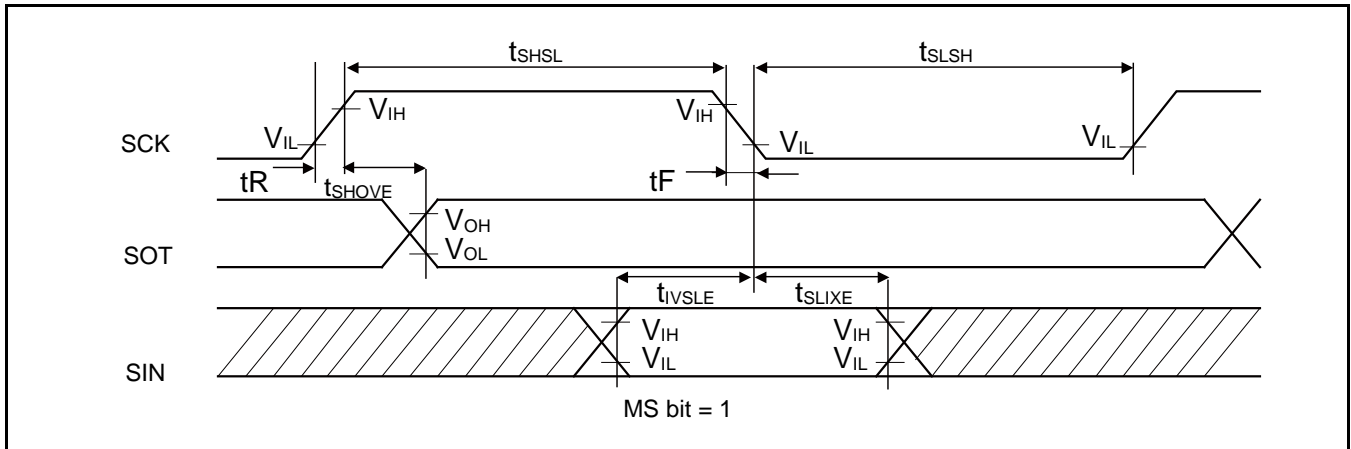 tSHSL tSLSH
SCK VIL VIH VIH VIL VIL
tR tSHOVE tF
SOT VOH VOL
tIVSLE tSLIXE
SIN VIH VIH
VIL VIL
MS bit = 1